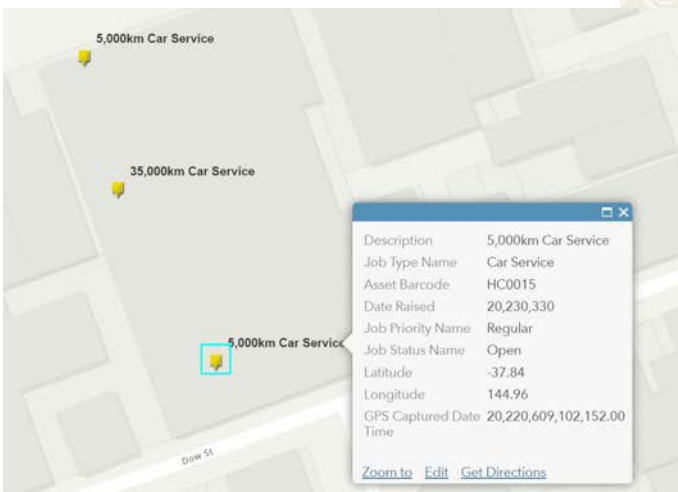 5,000km Car Service
35,000km Car Service
5,000km Car Service
Dow St
Description 5,000km Car Service
Job Type Name Car Service
Asset Barcode HC0015
Date Raised 20,230,330
Job Priority Name Regular
Job Status Name Open
Latitude -37.84
Longitude 144.96
GPS Captured Date 20,220,609,102,152.00
Time
Zoom to Edit Get Directions